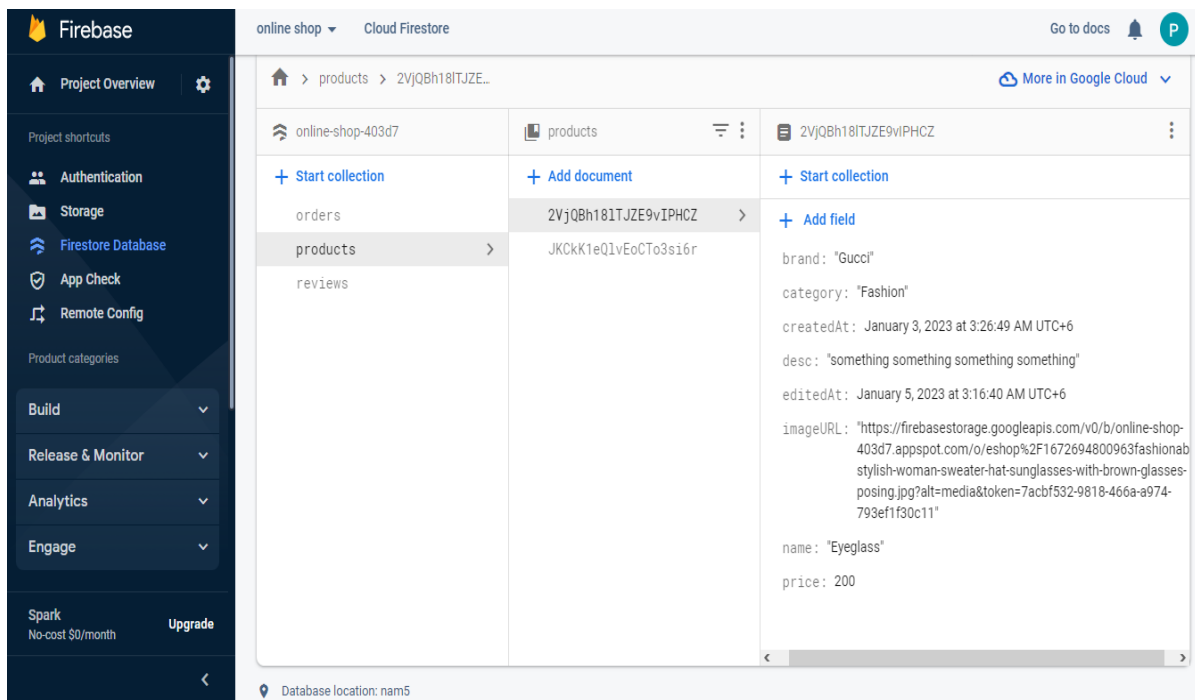 Firebase
online shop
Cloud Firestore
Go to docs
P
Project Overview
Project shortcuts
Authentication
Storage
Firestore Database
App Check
Remote Config
Product categories
Build
Release & Monitor
Analytics
Engage
Spark
No-cost $0/month
Upgrade
> products > 2VjQBh18lTJZE...
More in Google Cloud
online-shop-403d7
+ Start collection
orders
products
reviews
products
+ Add document
2VjQBh18lTJZE9vIPHCZ
JKCkK1eQlvEoCTo3si6r
2VjQBh18lTJZE9vIPHCZ
+ Start collection
+ Add field
brand: "Gucci"
category: "Fashion"
createdAt: January 3, 2023 at 3:26:49 AM UTC+6
desc: "something something something something"
editedAt: January 5, 2023 at 3:16:40 AM UTC+6
imageURL: "https://firebasestorage.googleapis.com/v0/b/online-shop-
403d7.appspot.com/o/eshop%2F1672694800963fashionab
stylish-woman-sweater-hat-sunglasses-with-brown-glasses-
posing.jpg?alt=media&token=7acbf532-9818-466a-a974-
793ef1f30c11"
name: "Eyeglass"
price: 200
Database location: nam5